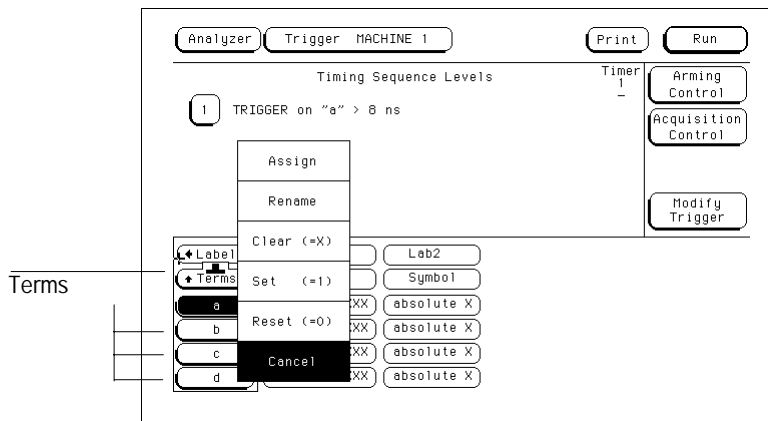 Analyzer Trigger MACHINE 1 Print Run
Timing Sequence Levels
Timer
1
–
Arming
Control
1 TRIGGER on "a" > 8 ns
Acquisition
Control
Modify
Trigger
Assign
Rename
Clear (=X)
Set (=1)
Reset (=0)
Cancel
Label Lab2
Terms Symbol
a XX absolute X
b XX absolute X
c XX absolute X
d XX absolute X
Terms